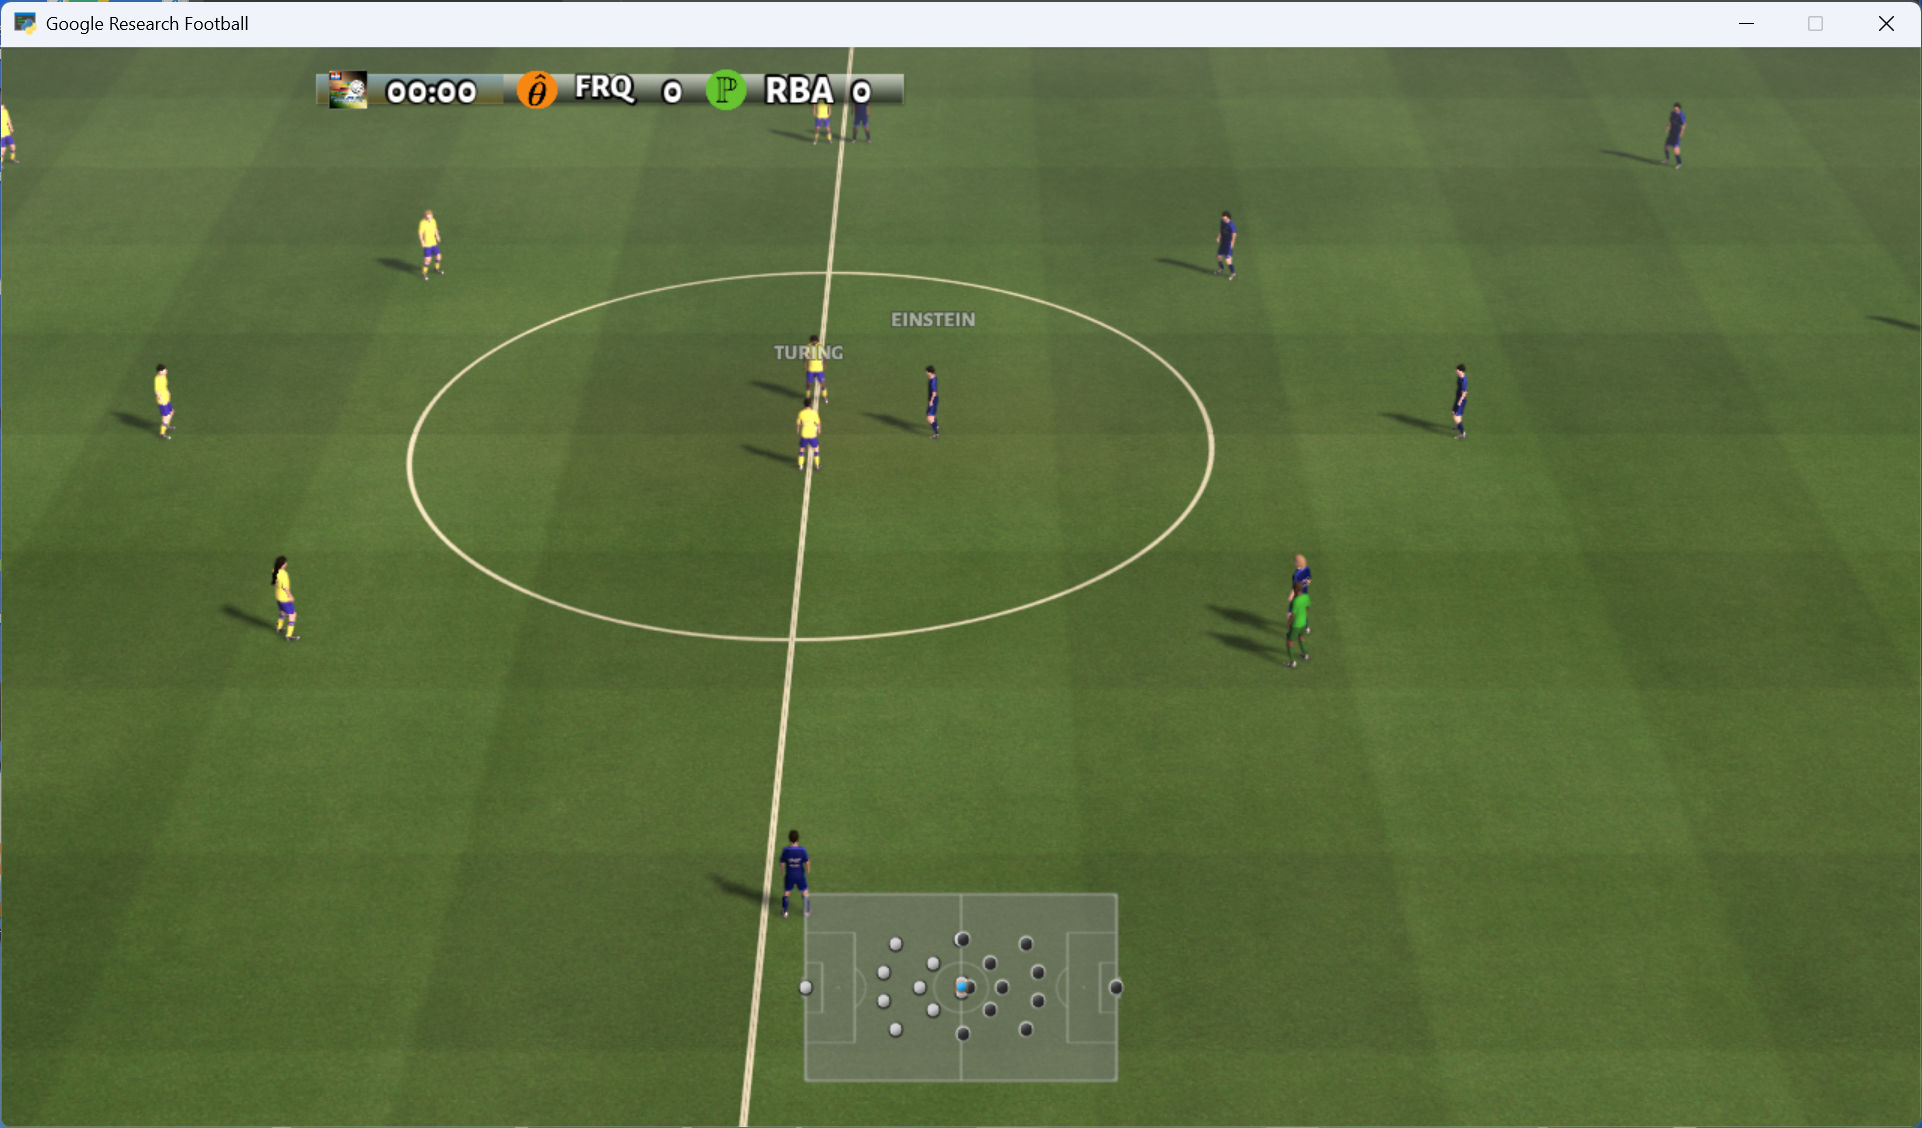 Google Research Football
00:00 θ̂ FRQ 0 ℙ RBA 0
EINSTEIN
TURING